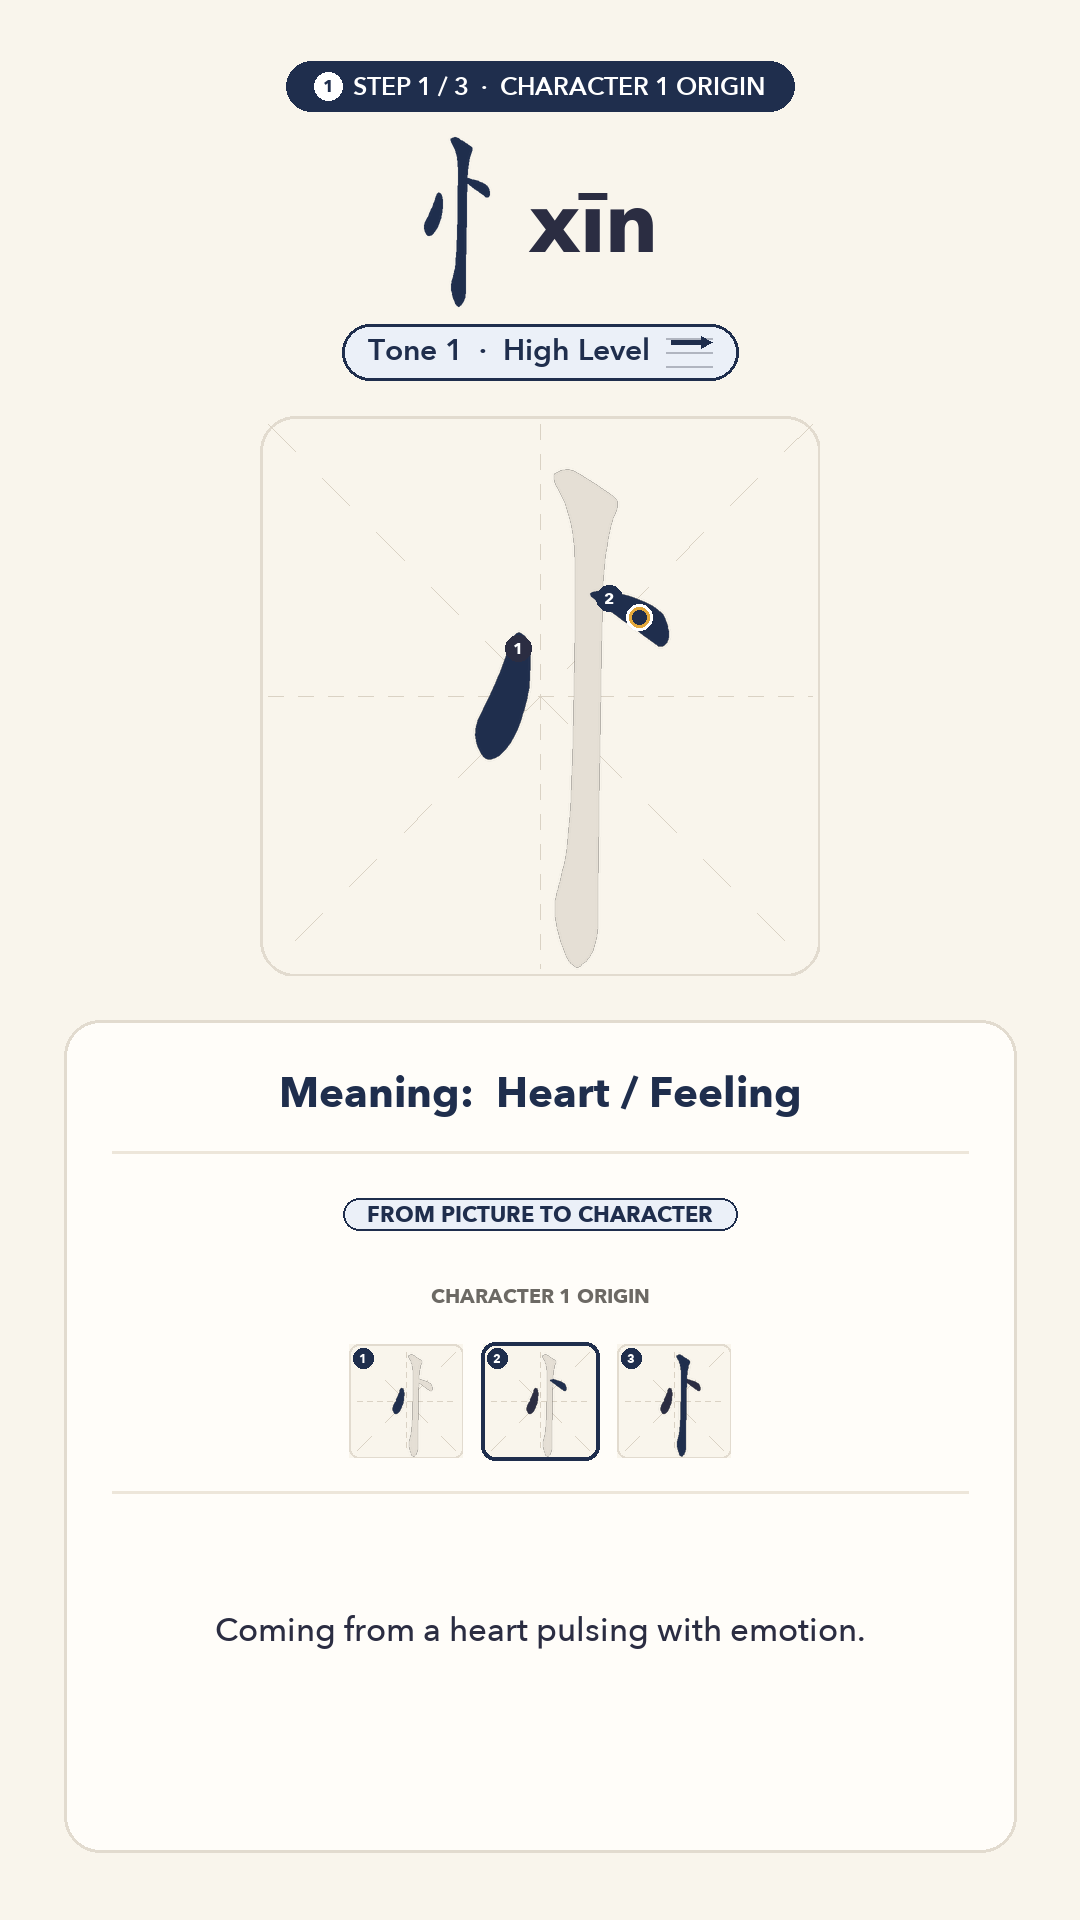 1 STEP 1 / 3 · CHARACTER 1 ORIGIN
忄 xīn
Tone 1 · High Level
1
2
Meaning: Heart / Feeling
FROM PICTURE TO CHARACTER
CHARACTER 1 ORIGIN
1 2 3
Coming from a heart pulsing with emotion.